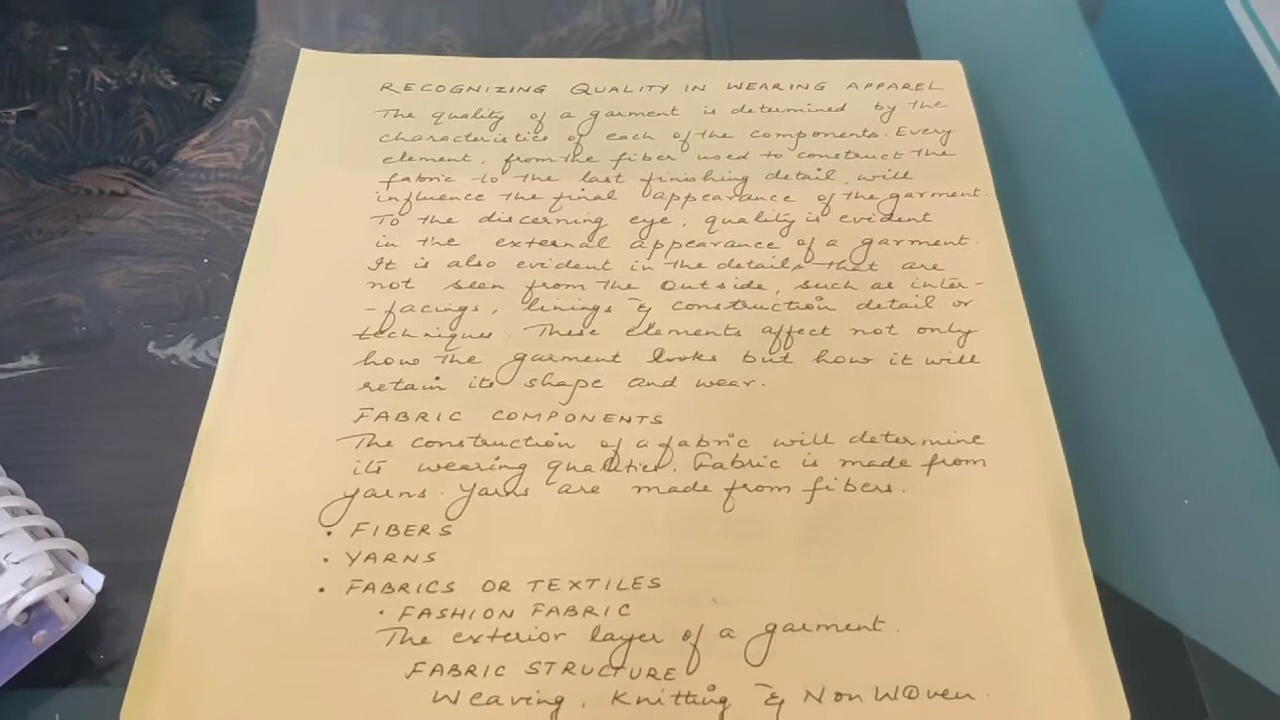 RECOGNIZING QUALITY IN WEARING APPAREL
The quality of a garment is determined by the
characteristics of each of the components. Every
element, from the fiber used to construct the
fabric to the last finishing detail, will
influence the final appearance of the garment.
To the discerning eye, quality is evident
in the external appearance of a garment.
It is also evident in the details that are
not seen from the outside, such as inter-
-facings, linings & construction detail or
techniques. These elements affect not only
how the garment looks but how it will
retain its shape and wear.
FABRIC COMPONENTS
The construction of a fabric will determine
its wearing qualities. Fabric is made from
yarns. Yarns are made from fibers.
• FIBERS
• YARNS
• FABRICS OR TEXTILES
• FASHION FABRIC
The exterior layer of a garment.
FABRIC STRUCTURE
Weaving, Knitting & Non Woven.